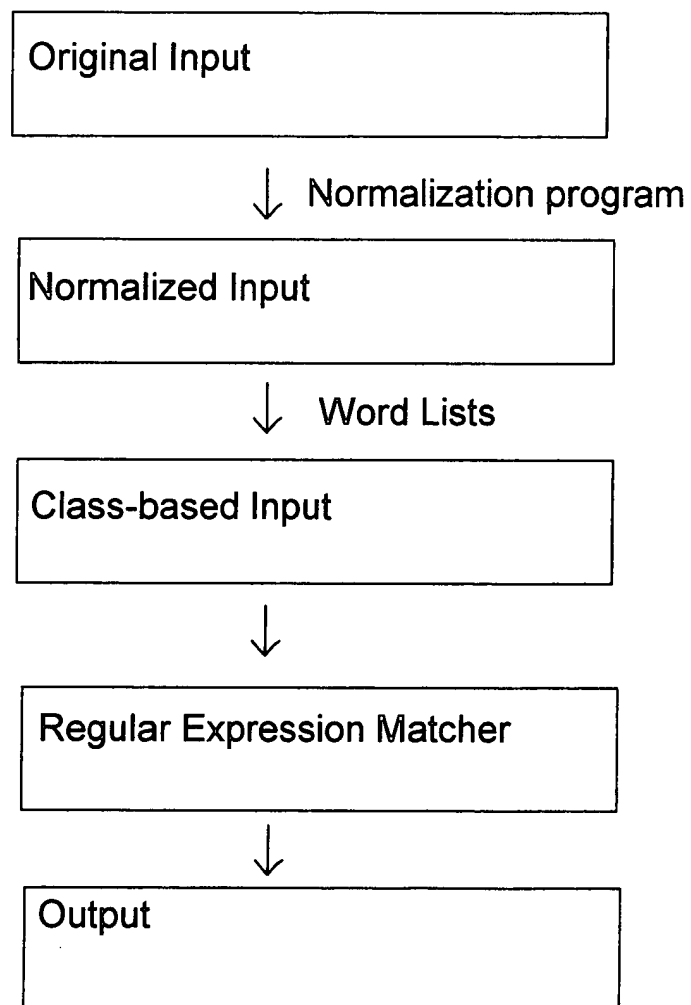 Original Input
Normalization program
Normalized Input
Word Lists
Class-based Input
Regular Expression Matcher
Output